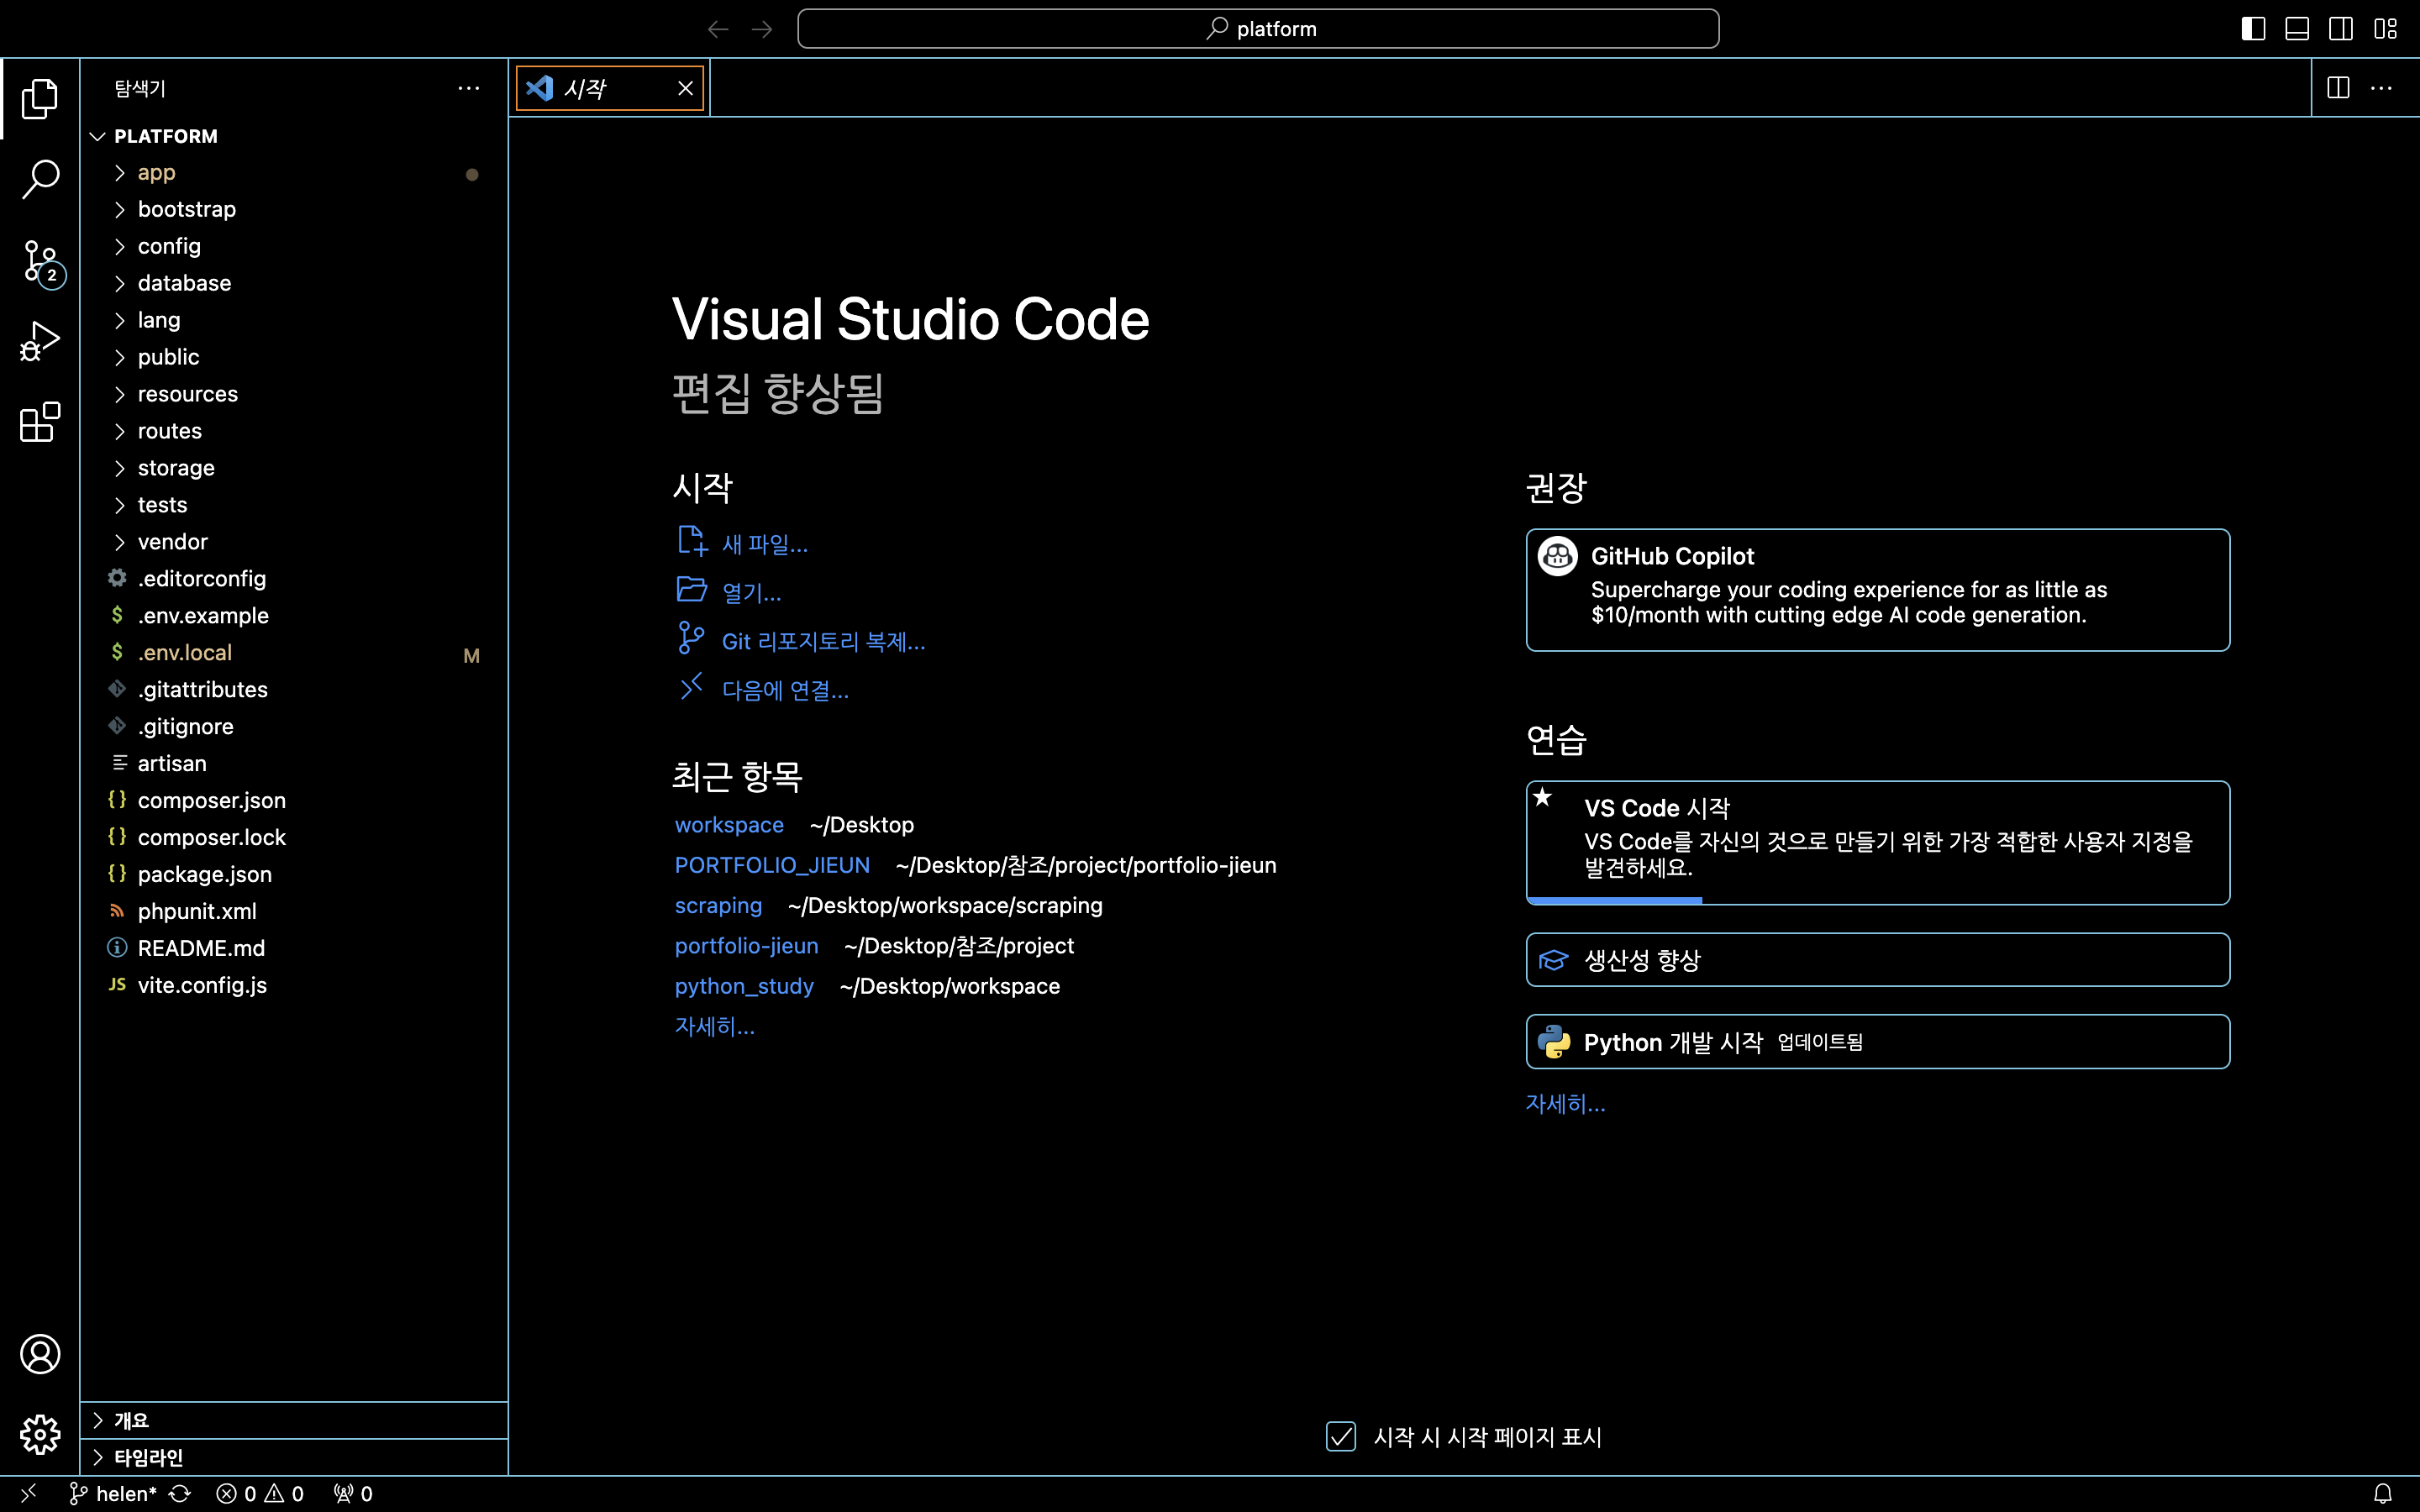 platform
탐색기
시작
PLATFORM
app
bootstrap
config
database
lang
public
resources
routes
storage
tests
vendor
.editorconfig
$ .env.example
$ .env.local M
.gitattributes
.gitignore
artisan
{} composer.json
{} composer.lock
{} package.json
phpunit.xml
README.md
JS vite.config.js
개요
타임라인
2
Visual Studio Code
편집 향상됨
시작
새 파일...
열기...
Git 리포지토리 복제...
다음에 연결...
최근 항목
workspace ~/Desktop
PORTFOLIO_JIEUN ~/Desktop/참조/project/portfolio-jieun
scraping ~/Desktop/workspace/scraping
portfolio-jieun ~/Desktop/참조/project
python_study ~/Desktop/workspace
자세히...
권장
GitHub Copilot
Supercharge your coding experience for as little as
$10/month with cutting edge AI code generation.
연습
VS Code 시작
VS Code를 자신의 것으로 만들기 위한 가장 적합한 사용자 지정을
발견하세요.
생산성 향상
Python 개발 시작 업데이트됨
자세히...
시작 시 시작 페이지 표시
helen* 0 0 0